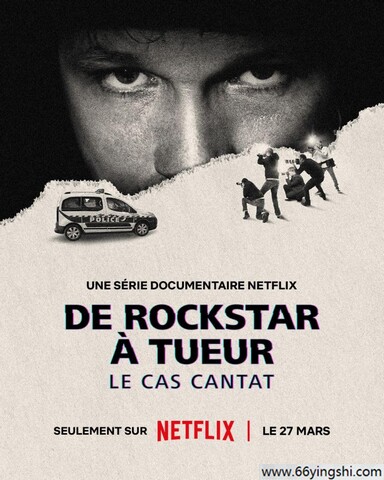 POLICE
UNE SÉRIE DOCUMENTAIRE NETFLIX
DE ROCKSTAR
À TUEUR
LE CAS CANTAT
SEULEMENT SUR NETFLIX | LE 27 MARS
www.66yingshi.com